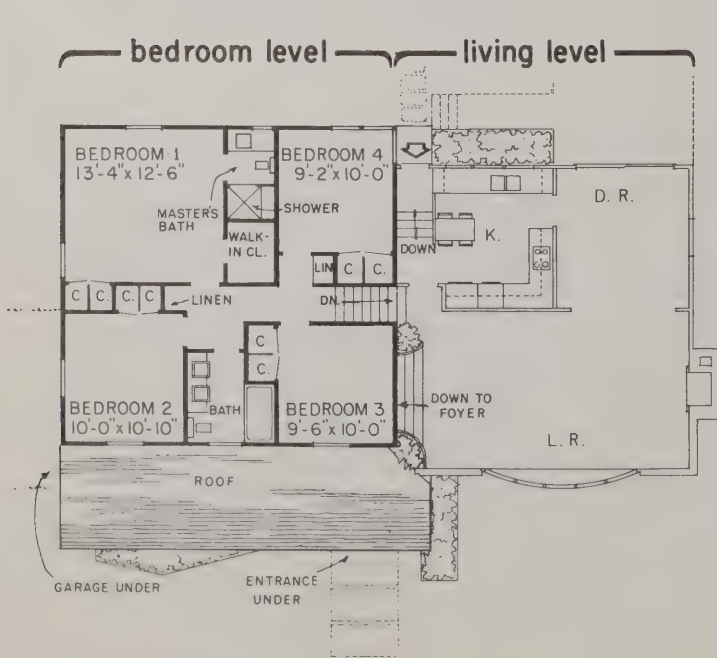 bedroom level
living level
BEDROOM 1
13'-4"x 12'-6"
BEDROOM 4
9'-2"x 10'-0"
MASTER'S
BATH
SHOWER
WALK-
IN CL.
D. R.
K.
DOWN
LIN
C
C.
C
C.
C.
C
LINEN
DN.
C
C.
BATH
BEDROOM 2
10'-0"x10'-10"
BEDROOM 3
9'-6"x 10'-0"
DOWN TO
FOYER
L. R.
ROOF
GARAGE UNDER
ENTRANCE
UNDER